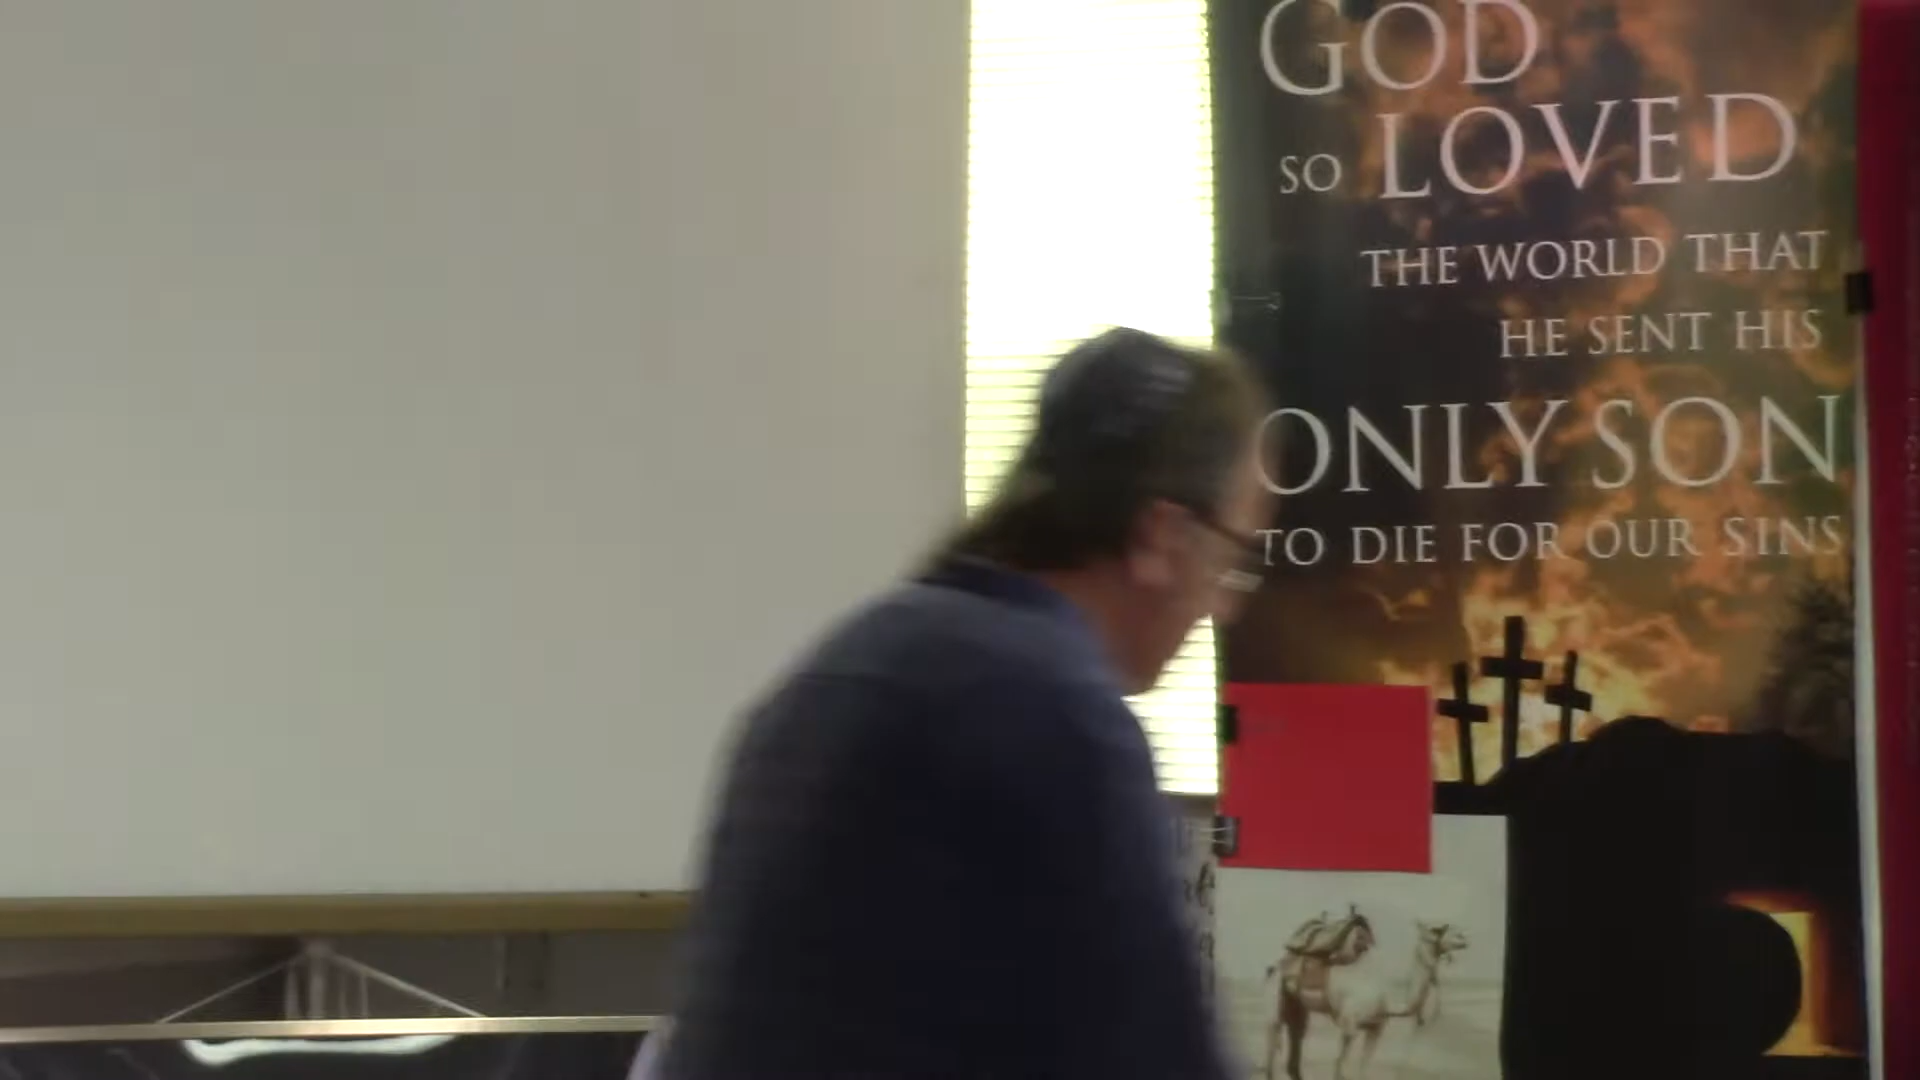 GOD
SO LOVED
THE WORLD THAT
HE SENT HIS
ONLY SON
TO DIE FOR OUR SINS